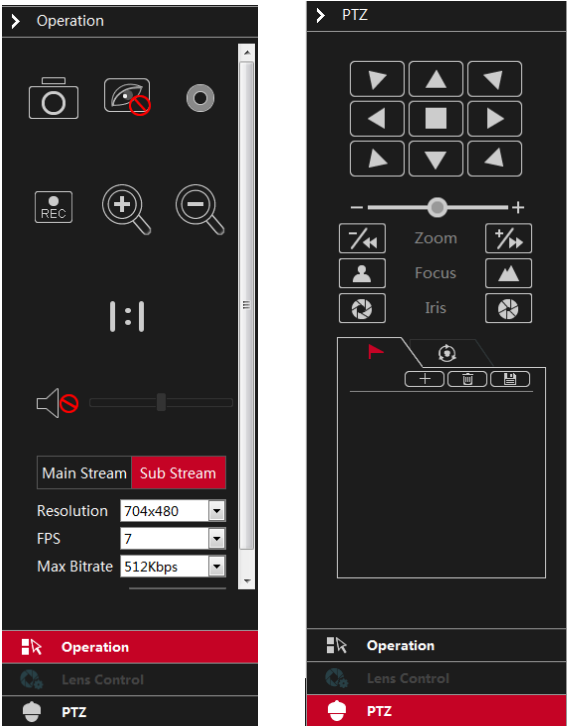 Operation
REC
1:1
Main Stream Sub Stream
Resolution 704x480
FPS 7
Max Bitrate 512Kbps
Operation
Lens Control
PTZ
PTZ
Zoom
Focus
Iris
Operation
Lens Control
PTZ